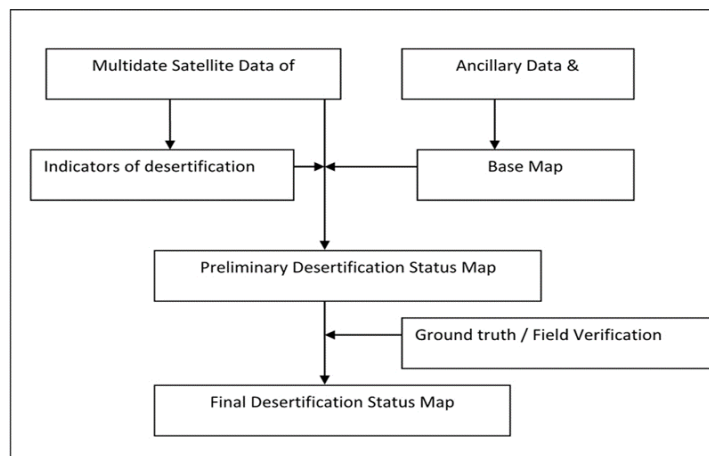 Multidate Satellite Data of
Ancillary Data &
Indicators of desertification
Base Map
Preliminary Desertification Status Map
Ground truth / Field Verification
Final Desertification Status Map